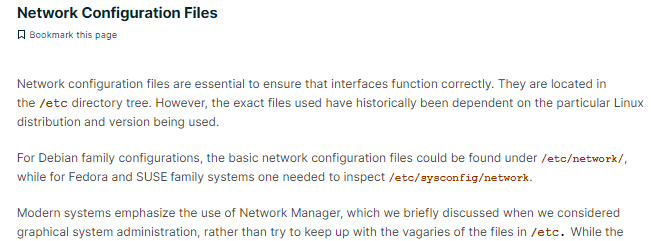 Network Configuration Files
Bookmark this page
Network configuration files are essential to ensure that interfaces function correctly. They are located in
the /etc directory tree. However, the exact files used have historically been dependent on the particular Linux
distribution and version being used.
For Debian family configurations, the basic network configuration files could be found under /etc/network/,
while for Fedora and SUSE family systems one needed to inspect /etc/sysconfig/network.
Modern systems emphasize the use of Network Manager, which we briefly discussed when we considered
graphical system administration, rather than try to keep up with the vagaries of the files in /etc. While the